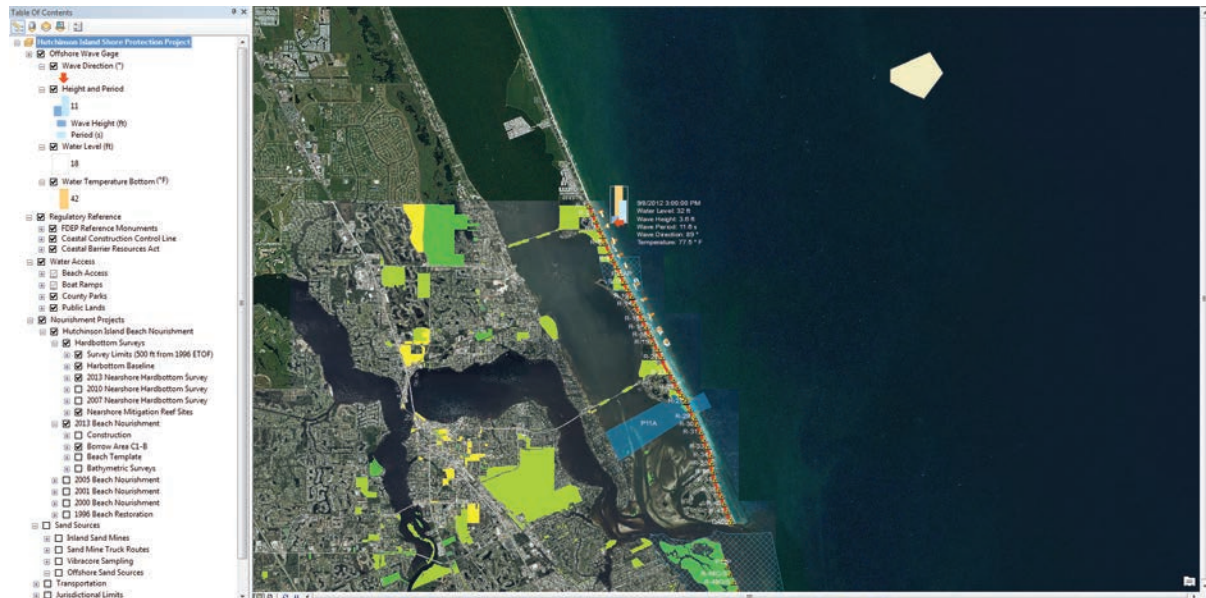 Table Of Contents
Hutchinson Island Shore Protection Project
Offshore Wave Gage
Wave Direction (°)
Height and Period
11
Wave Height (ft)
Period (s)
Water Level (ft)
18
Water Temperature Bottom (°F)
42
Regulatory Reference
FDEP Reference Monuments
Coastal Construction Control Line
Coastal Barrier Resources Act
Water Access
Beach Access
Boat Ramps
County Parks
Public Lands
Nourishment Projects
Hutchinson Island Beach Nourishment
Hardbottom Surveys
Survey Limits (500 ft from 1996 ETOF)
Harbottom Baseline
2013 Nearshore Hardbottom Survey
2010 Nearshore Hardbottom Survey
2007 Nearshore Hardbottom Survey
Nearshore Mitigation Reef Sites
2013 Beach Nourishment
Construction
Borrow Area C1-B
Beach Template
Bathymetric Surveys
2005 Beach Nourishment
2001 Beach Nourishment
2000 Beach Nourishment
1996 Beach Restoration
Sand Sources
Inland Sand Mines
Sand Mine Truck Routes
Vibracore Sampling
Offshore Sand Sources
Transportation
Jurisdictional Limits
9/8/2012 3:00:00 PM
Water Level: 32 ft
Wave Height: 3.6 ft
Wave Period: 11.6 s
Wave Direction: 89 °
Temperature: 77.5 ° F
P11A